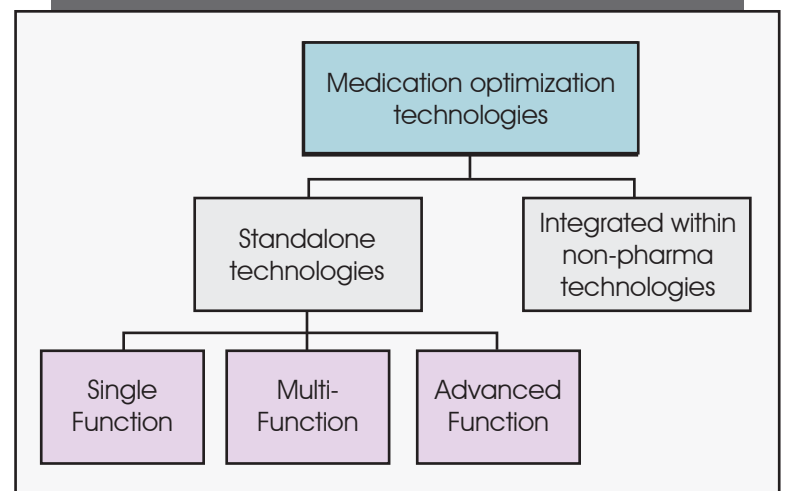 Medication optimization
technologies
Standalone
technologies
Integrated within
non-pharma
technologies
Single
Function
Multi-
Function
Advanced
Function